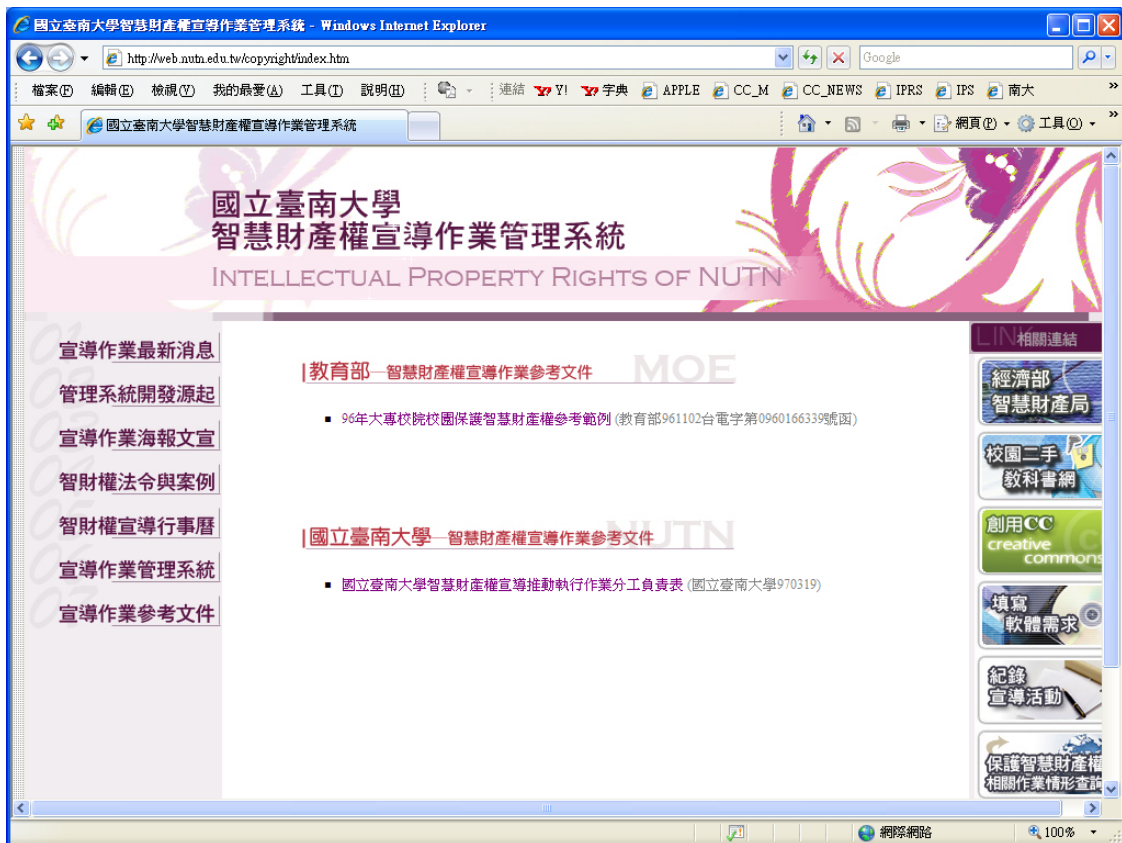 國立臺南大學智慧財產權宣導作業管理系統 - Windows Internet Explorer
http://web.nutn.edu.tw/copyright/index.htm
Google
檔案(F) 編輯(E) 檢視(V) 我的最愛(A) 工具(T) 說明(H) 連結 Y! 字典 APPLE CC_M CC_NEWS IPRS IPS 南大 »
國立臺南大學智慧財產權宣導作業管理系統
網頁(P) 工具(O) »
國立臺南大學
智慧財產權宣導作業管理系統
INTELLECTUAL PROPERTY RIGHTS OF NUTN
宣導作業最新消息
管理系統開發源起
宣導作業海報文宣
智財權法令與案例
智財權宣導行事曆
宣導作業管理系統
宣導作業參考文件
教育部 智慧財產權宣導作業參考文件 MOE
96年大專校院校園保護智慧財產權參考範例 (教育部961102台電字第0960166339號函)
國立臺南大學 智慧財產權宣導作業參考文件 NUTN
國立臺南大學智慧財產權宣導推動執行作業分工負責表 (國立臺南大學970319)
LINK 相關連結
經濟部
智慧財產局
校園二手
教科書網
創用CC
creative
commons
填寫
軟體需求
紀錄
宣導活動
保護智慧財產權
相關作業情形查詢
網際網路
100%